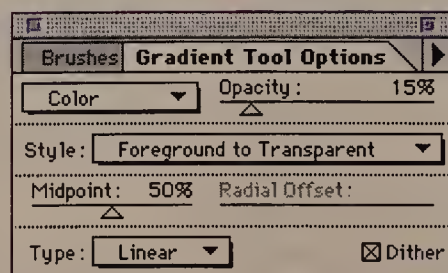 Brushes Gradient Tool Options
Color Opacity: 15%
Style: Foreground to Transparent
Midpoint: 50% Radial Offset:
Type: Linear Dither